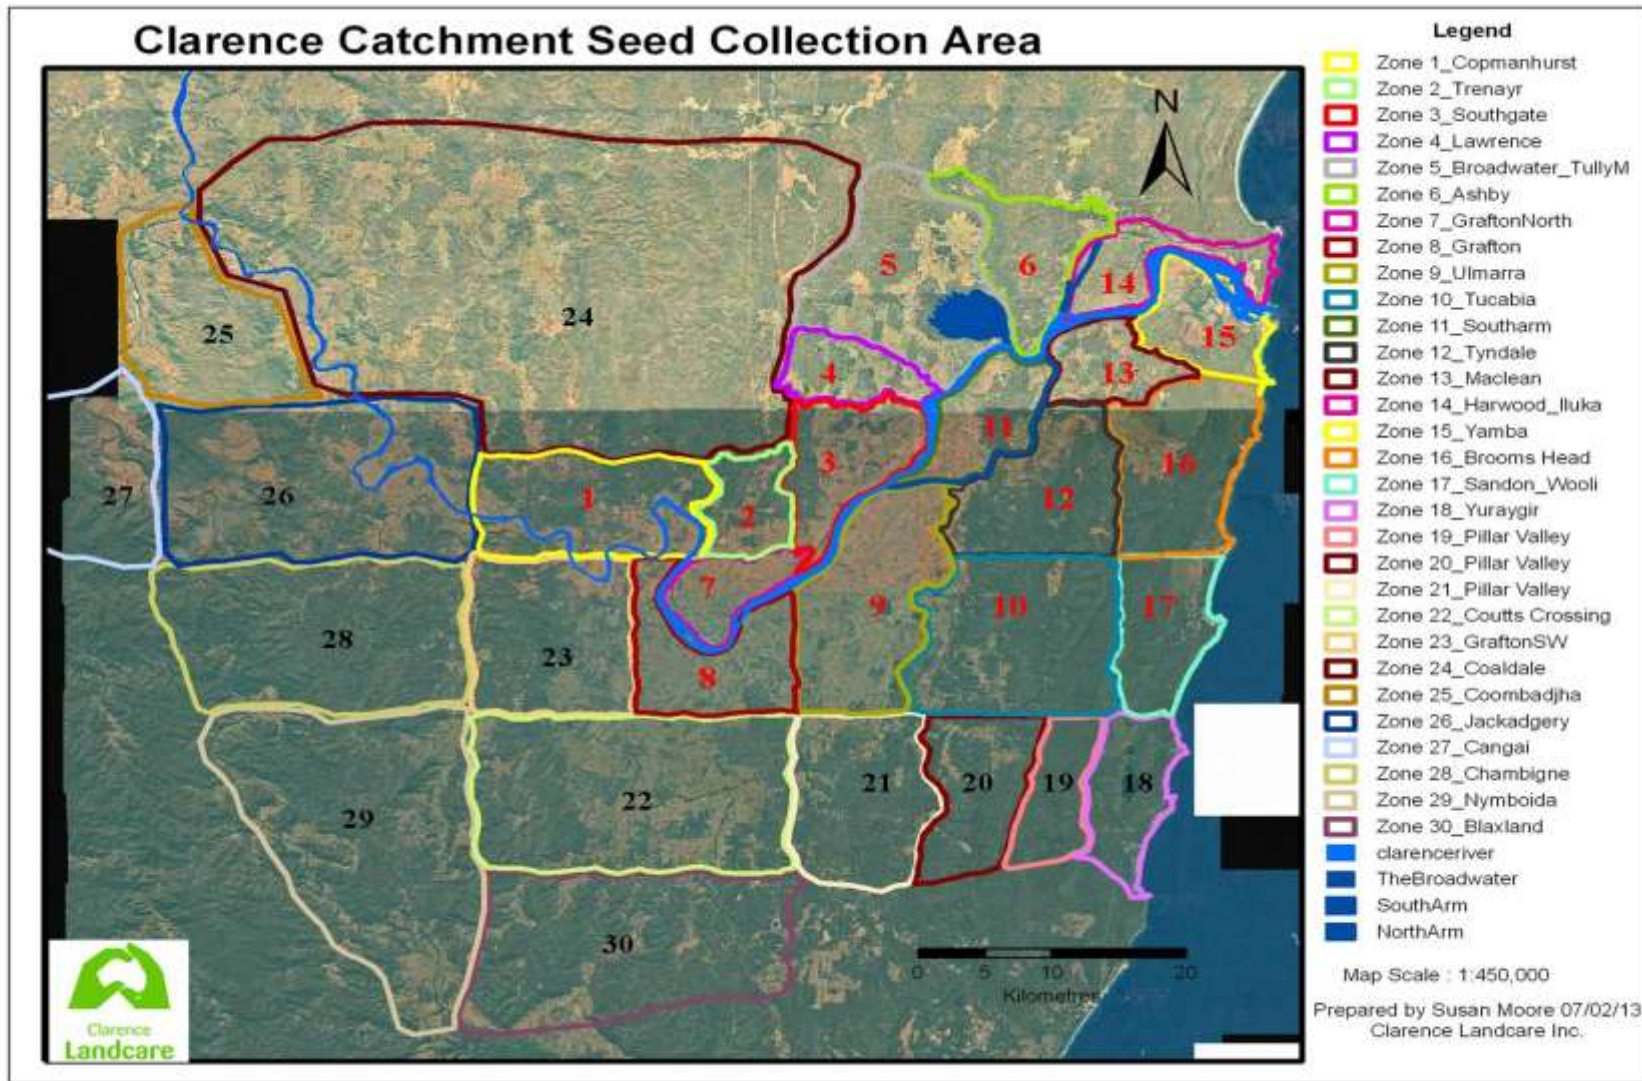 Clarence Catchment Seed Collection Area
N
24
25
5
6
14
15
4
13
11
3
27
26
1
2
12
16
7
9
10
17
28
23
8
29
22
21
20
19
18
30
0 5 10 20
Kilometres
Clarence
Landcare
Legend
Zone 1_Copmanhurst
Zone 2_Trenayr
Zone 3_Southgate
Zone 4_Lawrence
Zone 5_Broadwater_TullyM
Zone 6_Ashby
Zone 7_GraftonNorth
Zone 8_Grafton
Zone 9_Ulmarra
Zone 10_Tucabia
Zone 11_Southarm
Zone 12_Tyndale
Zone 13_Maclean
Zone 14_Harwood_Iluka
Zone 15_Yamba
Zone 16_Brooms Head
Zone 17_Sandon_Wooli
Zone 18_Yuraygir
Zone 19_Pillar Valley
Zone 20_Pillar Valley
Zone 21_Pillar Valley
Zone 22_Coutts Crossing
Zone 23_GraftonSW
Zone 24_Coaldale
Zone 25_Coombadjha
Zone 26_Jackadgery
Zone 27_Cangai
Zone 28_Chambigne
Zone 29_Nymboida
Zone 30_Blaxland
clarenceriver
TheBroadwater
SouthArm
NorthArm
Map Scale : 1:450,000
Prepared by Susan Moore 07/02/13
Clarence Landcare Inc.